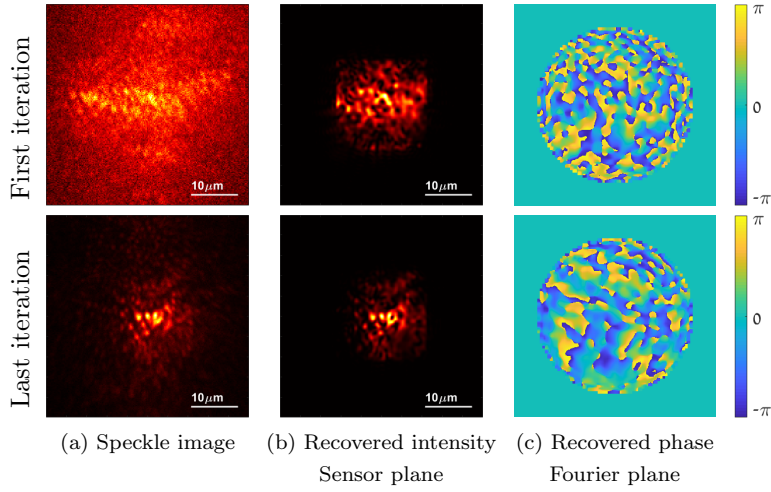 First iteration
10μm
10μm
π
0
-π
Last iteration
10μm
10μm
π
0
-π
(a) Speckle image
(b) Recovered intensity
Sensor plane
(c) Recovered phase
Fourier plane